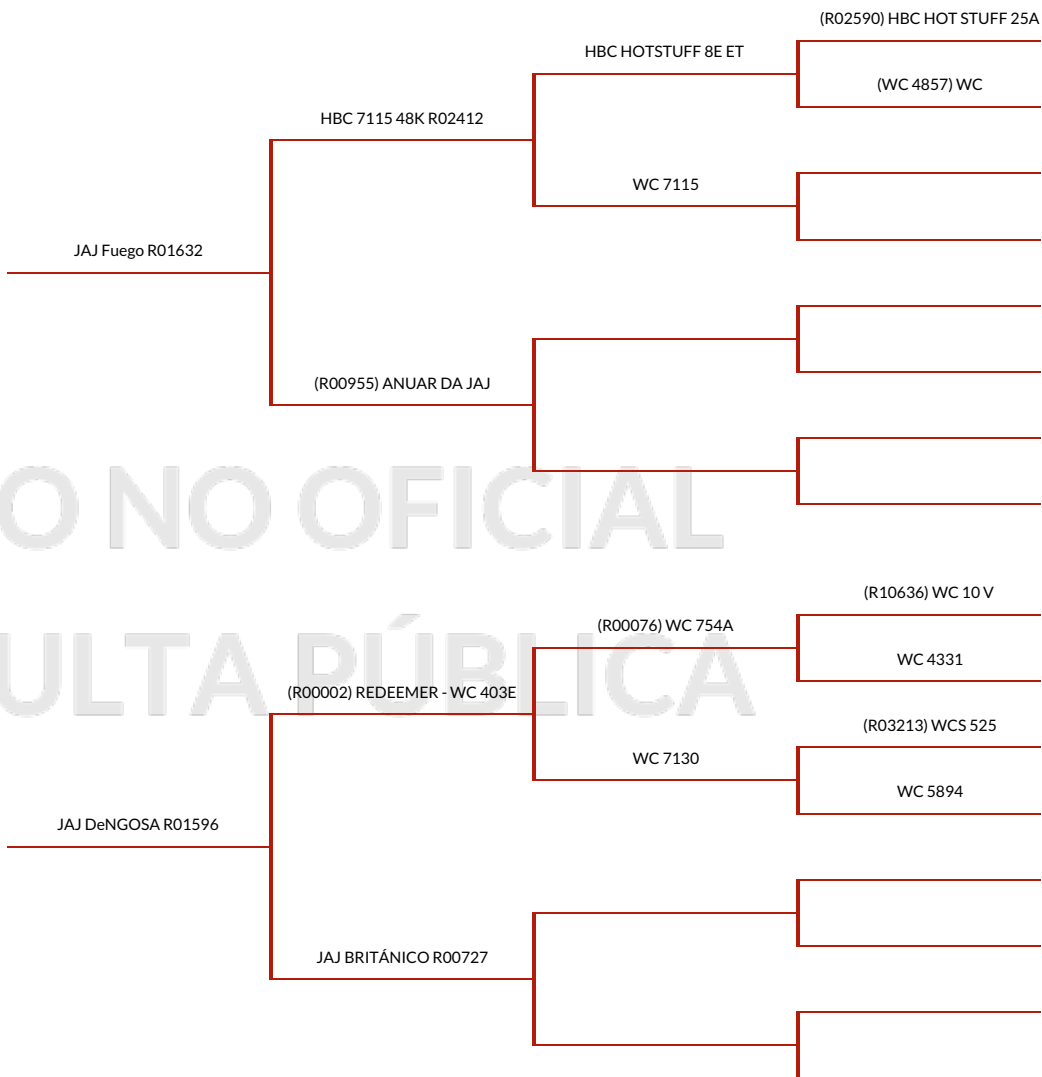 (R02590) HBC HOT STUFF 25A
HBC HOTSTUFF 8E ET
(WC 4857) WC
HBC 7115 48K R02412
WC 7115
JAJ Fuego R01632
(R00955) ANUAR DA JAJ
O NO OFICIAL
(R10636) WC 10 V
(R00076) WC 754A
ULTA PÚBLICA
WC 4331
(R00002) REDEEMER - WC 403E
(R03213) WCS 525
WC 7130
WC 5894
JAJ DeNGOSA R01596
JAJ BRITÁNICO R00727